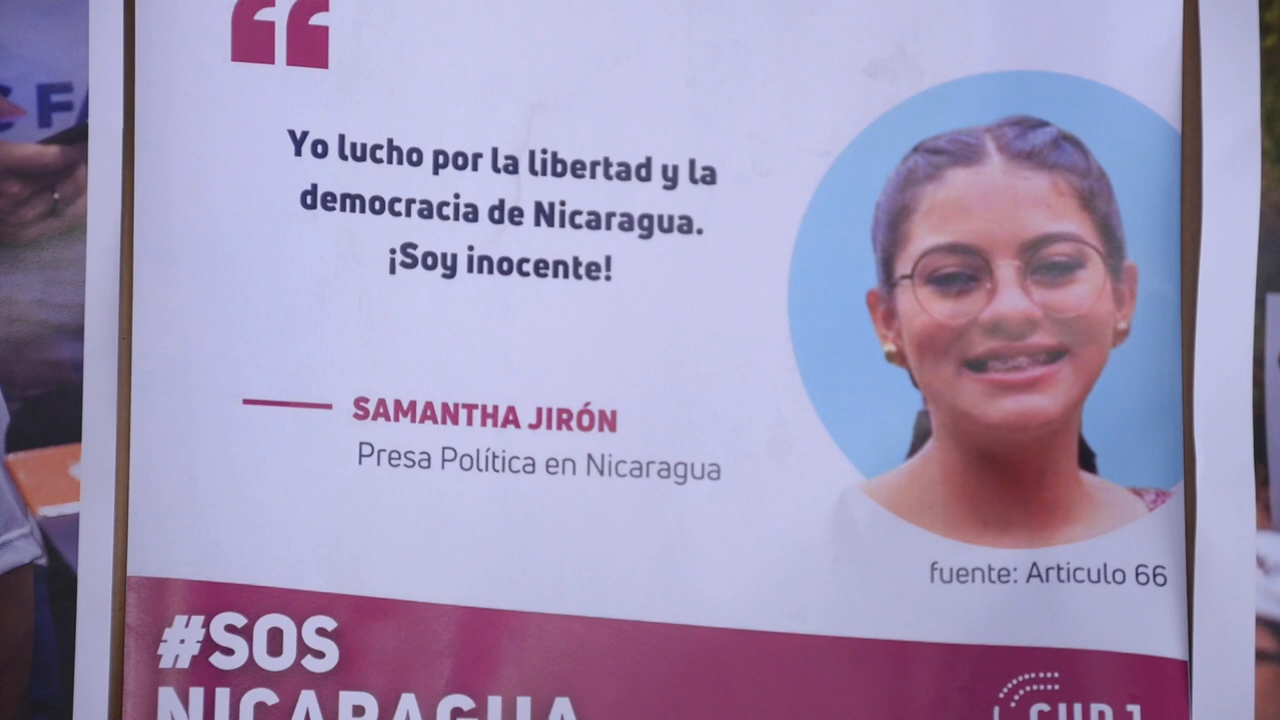 Yo lucho por la libertad y la
democracia de Nicaragua.
¡Soy inocente!
SAMANTHA JIRÓN
Presa Política en Nicaragua
fuente: Articulo 66
#SOS
NICARAGUA